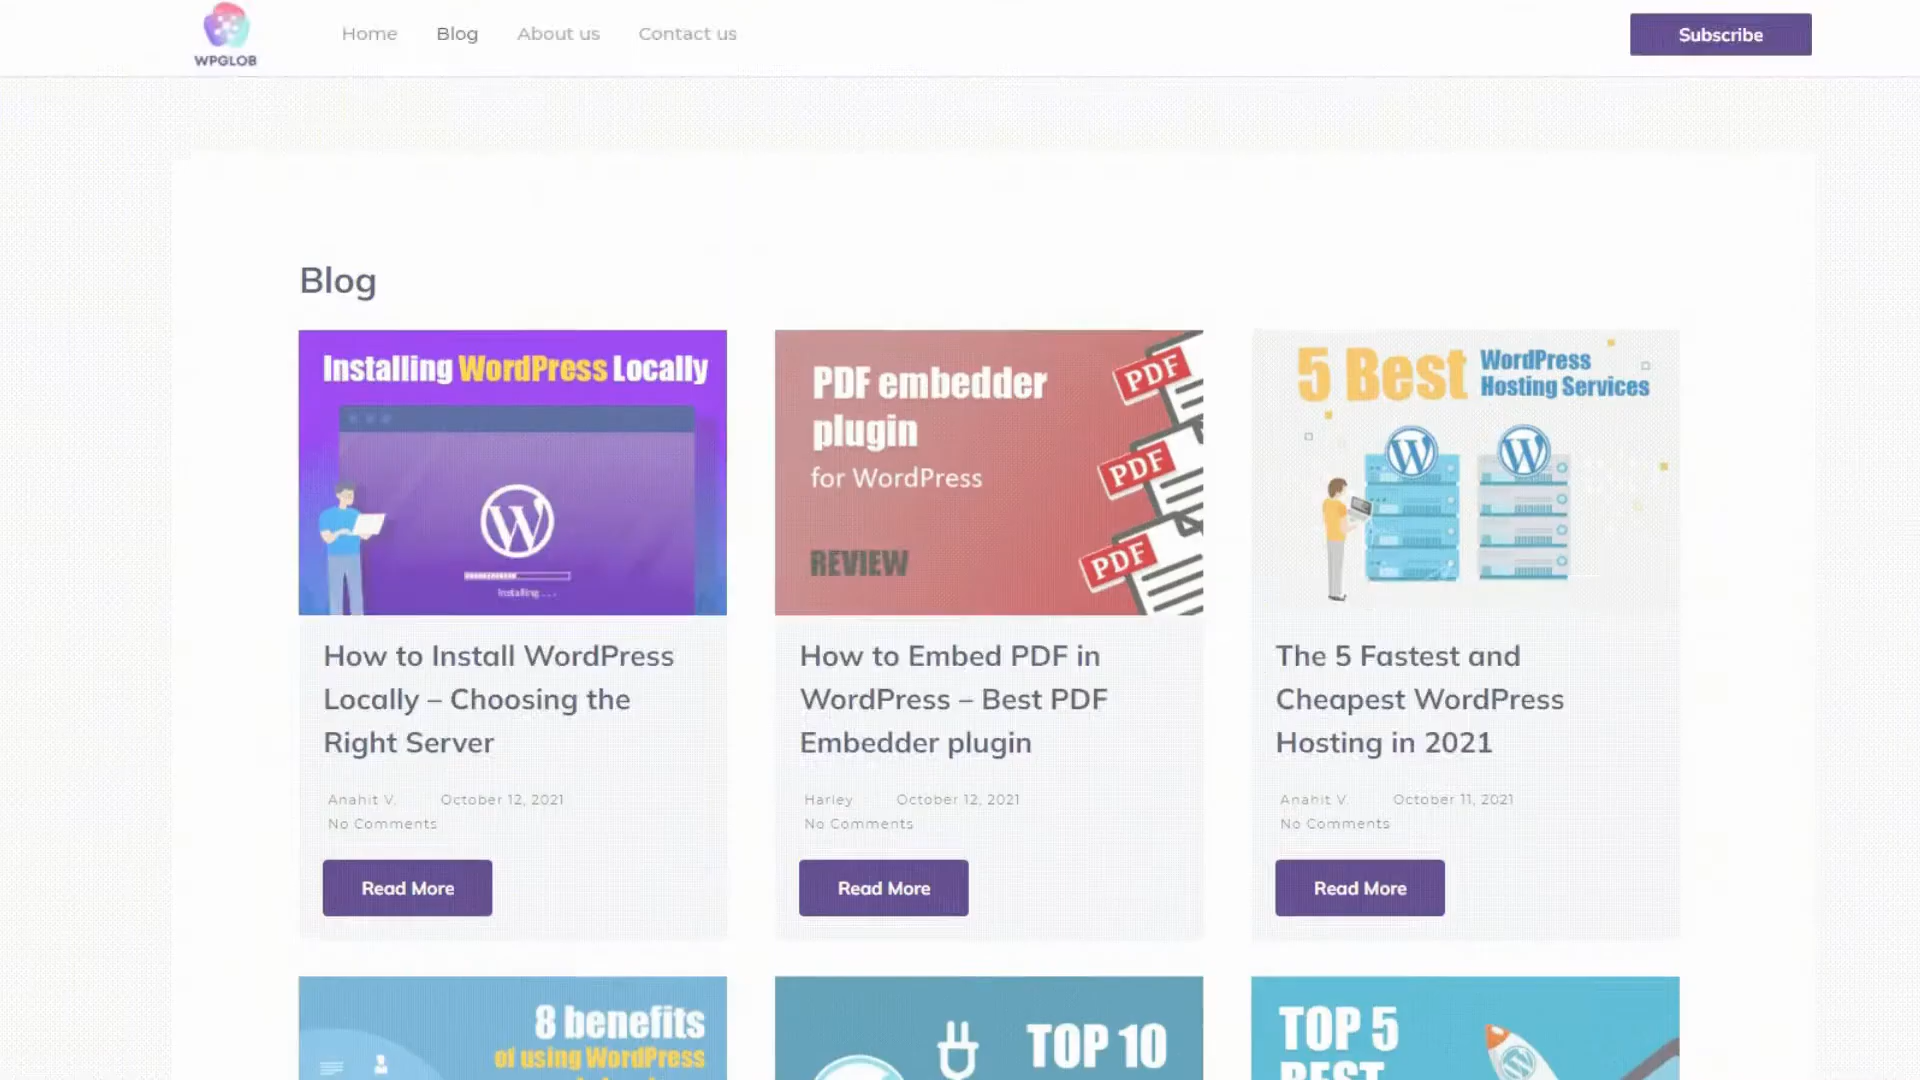 WPGLOB
Home Blog About us Contact us
Subscribe
Blog
Installing WordPress Locally
Installing...
How to Install WordPress
Locally – Choosing the
Right Server
Anahit V. October 12, 2021
No Comments
Read More
PDF embedder
plugin
for WordPress
REVIEW
PDF
PDF
PDF
How to Embed PDF in
WordPress – Best PDF
Embedder plugin
Harley October 12, 2021
No Comments
Read More
5 Best WordPress
Hosting Services
The 5 Fastest and
Cheapest WordPress
Hosting in 2021
Anahit V. October 11, 2021
No Comments
Read More
8 benefits
of using WordPress
TOP 10
TOP 5
BEST